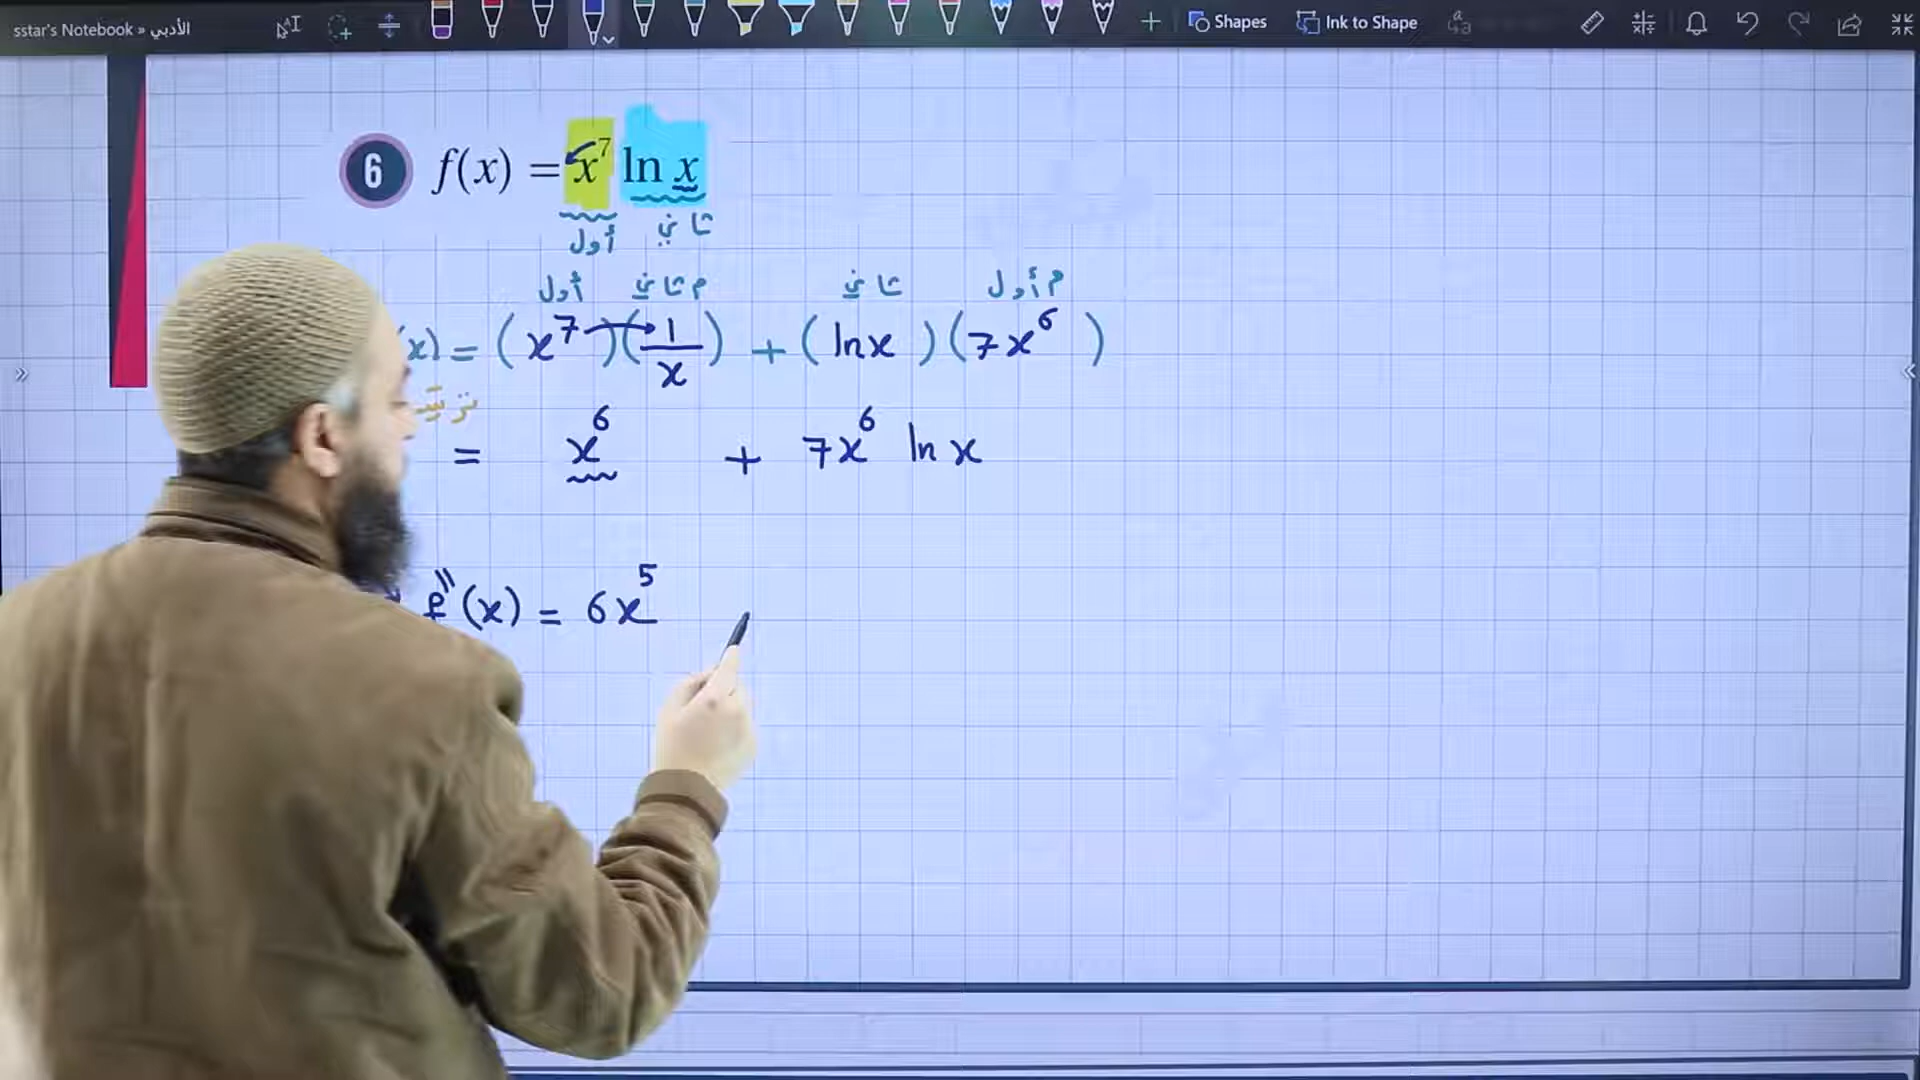 sstar's Notebook » الأدبي
Shapes Ink to Shape
6 f(x) = x⁷ ln x
أول ثاني
أول م ثاني ثاني م أول
(x) = (x⁷)(1/x) + (lnx)(7x⁶)
= x⁶ + 7x⁶ ln x
f''(x) = 6x⁵